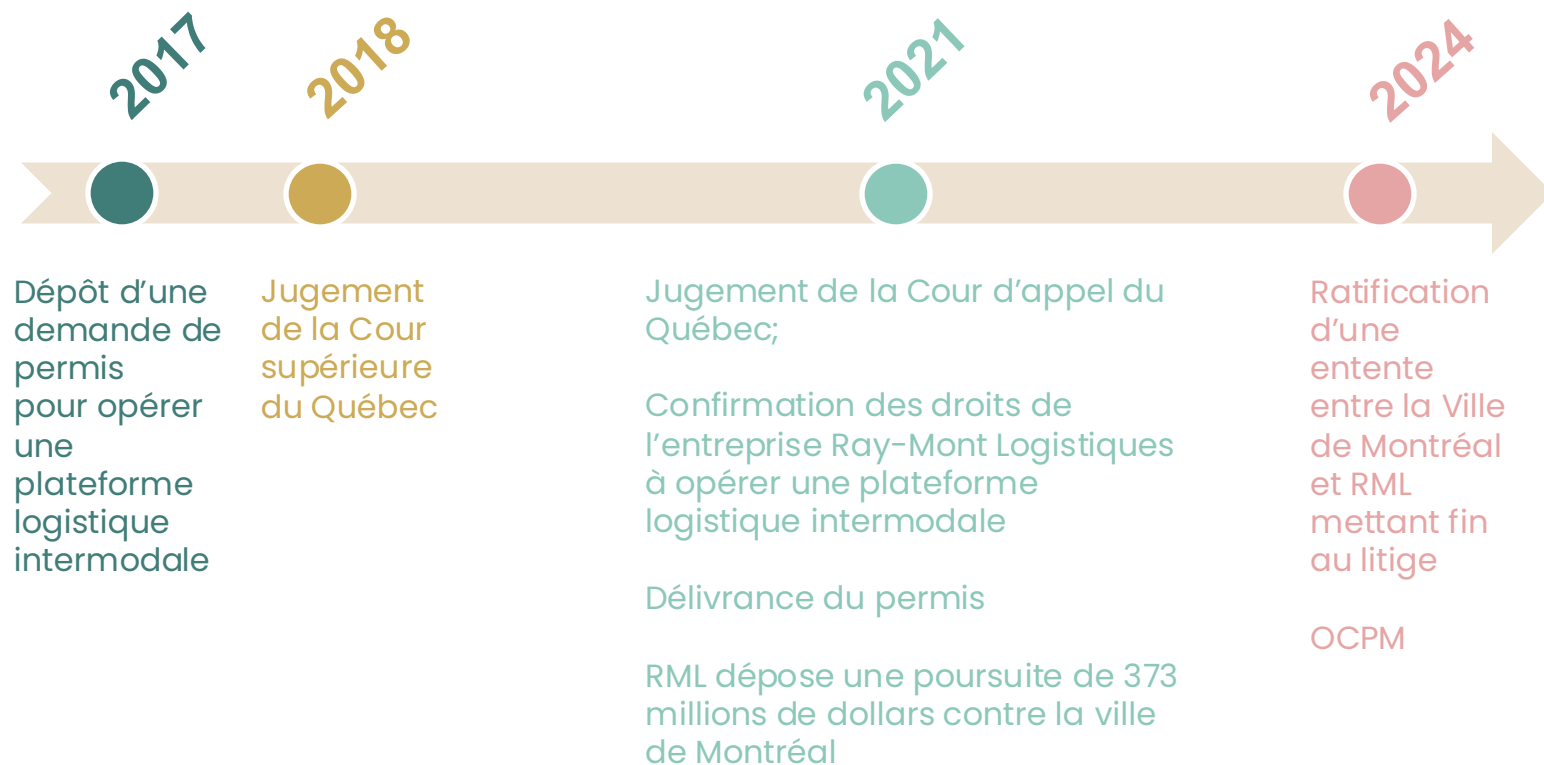 2017
2018
2021
2024
Dépôt d’une
demande de
permis
pour opérer
une
plateforme
logistique
intermodale
Jugement
de la Cour
supérieure
du Québec
Jugement de la Cour d’appel du
Québec;
Confirmation des droits de
l’entreprise Ray-Mont Logistiques
à opérer une plateforme
logistique intermodale
Délivrance du permis
RML dépose une poursuite de 373
millions de dollars contre la ville
de Montréal
Ratification
d’une
entente
entre la Ville
de Montréal
et RML
mettant fin
au litige
OCPM